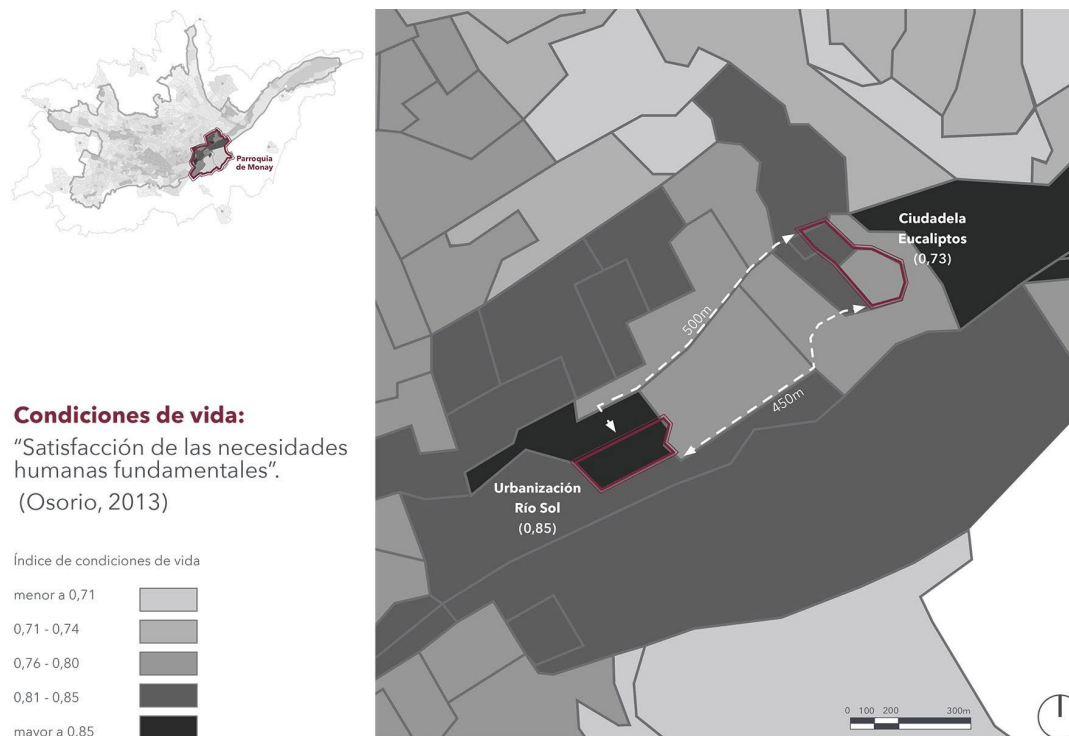 Parroquia
de Monay
Condiciones de vida:
“Satisfacción de las necesidades
humanas fundamentales”.
(Osorio, 2013)
Índice de condiciones de vida
menor a 0,71
0,71 - 0,74
0,76 - 0,80
0,81 - 0,85
mayor a 0,85
Ciudadela
Eucaliptos
(0,73)
500m
450m
Urbanización
Río Sol
(0,85)
0 100 200 300m